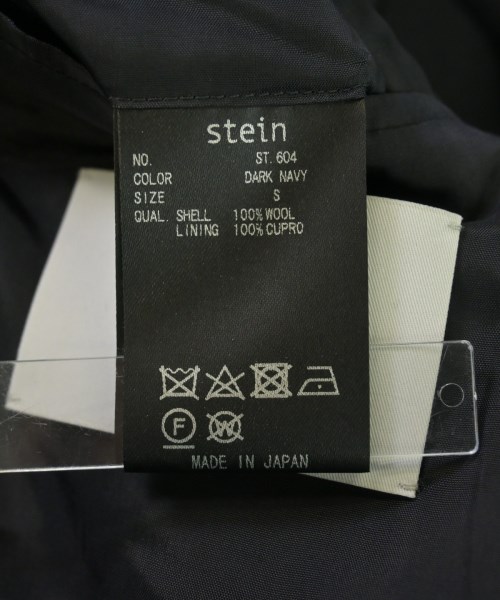 stein
NO. ST.604
COLOR DARK NAVY
SIZE S
QUAL. SHELL 100%WOOL
LINING 100%CUPRO
F W
MADE IN JAPAN